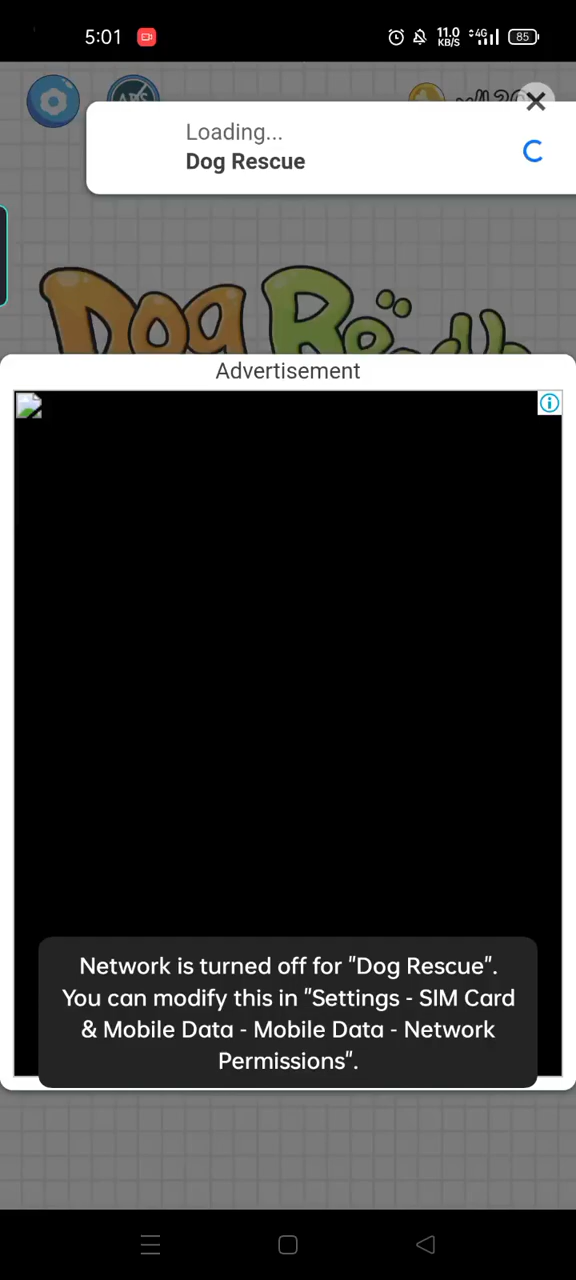 5:01
11.0
KB/S
4G
85
Loading...
Dog Rescue
Dog
Advertisement
Network is turned off for "Dog Rescue".
You can modify this in "Settings - SIM Card
& Mobile Data - Mobile Data - Network
Permissions".